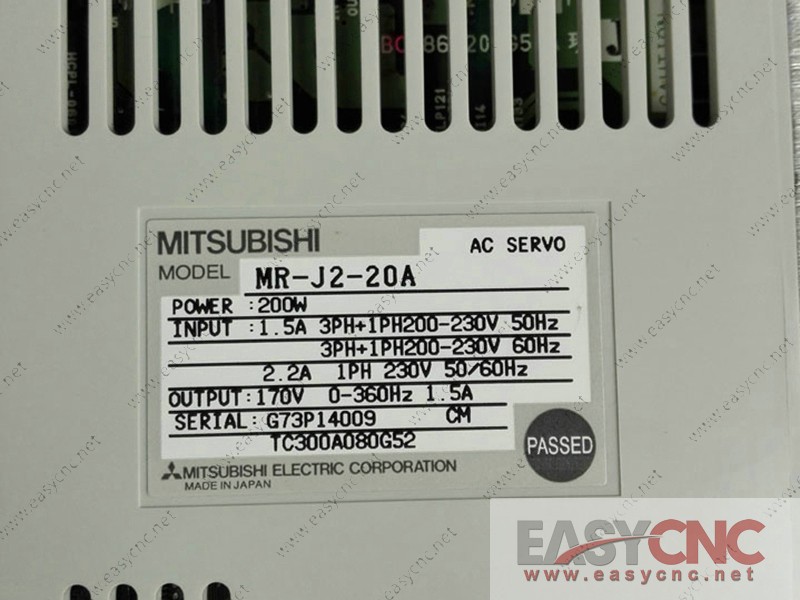 MITSUBISHI
AC SERVO
MODEL MR-J2-20A
POWER :200W
INPUT :1.5A 3PH+1PH200-230V 50Hz
3PH+1PH200-230V 60Hz
2.2A 1PH 230V 50/60Hz
OUTPUT:170V 0-360Hz 1.5A
SERIAL: G73P14009 CM
TC300A080G52
PASSED
MITSUBISHI ELECTRIC CORPORATION
MADE IN JAPAN
EASYCNC
www.easycnc.net